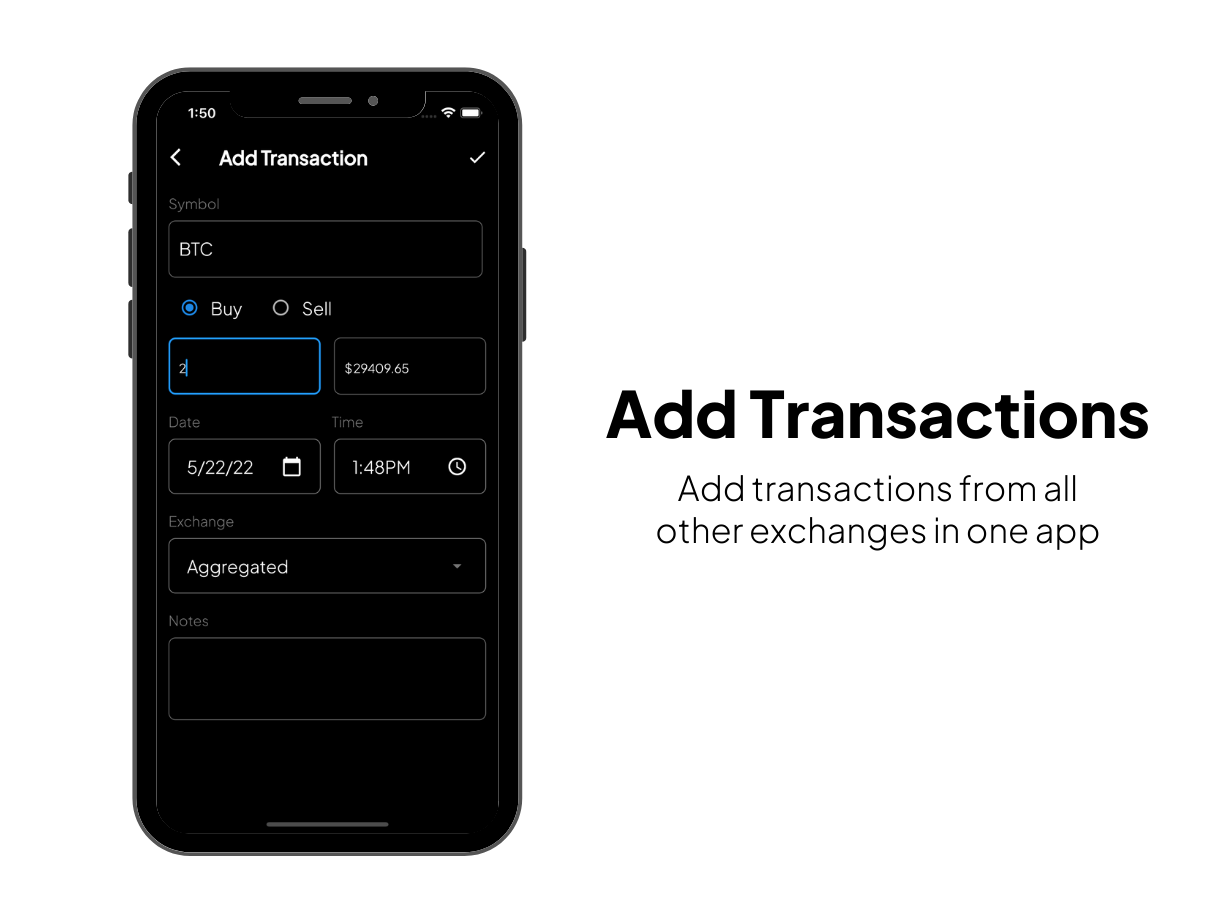 1:50
Add Transaction
Symbol
BTC
Buy Sell
2 $29409.65
Date Time
5/22/22 1:48PM
Exchange
Aggregated
Notes
Add Transactions
Add transactions from all
other exchanges in one app